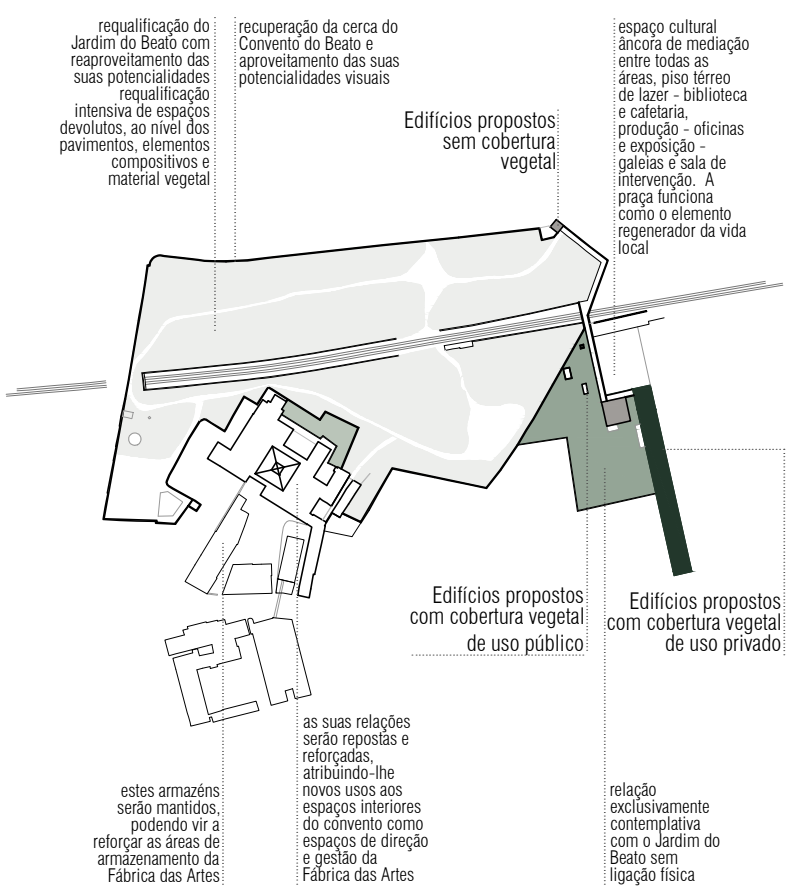 requalificação do
Jardim do Beato com
reaproveitamento das
suas potencialidades
requalificação
intensiva de espaços
devolutos, ao nível dos
pavimentos, elementos
compositivos e
material vegetal
recuperação da cerca do
Convento do Beato e
aproveitamento das suas
potencialidades visuais
Edifícios propostos
sem cobertura
vegetal
espaço cultural
âncora de mediação
entre todas as
áreas, piso térreo
de lazer - biblioteca
e cafetaria,
produção - oficinas
e exposição -
galeias e sala de
intervenção. A
praça funciona
como o elemento
regenerador da vida
local
Edifícios propostos
com cobertura vegetal
de uso público
Edifícios propostos
com cobertura vegetal
de uso privado
estes armazéns
serão mantidos,
podendo vir a
reforçar as áreas de
armazenamento da
Fábrica das Artes
as suas relações
serão repostas e
reforçadas,
atribuindo-lhe
novos usos aos
espaços interiores
do convento como
espaços de direção
e gestão da
Fábrica das Artes
relação
exclusivamente
contemplativa
com o Jardim do
Beato sem
ligação física